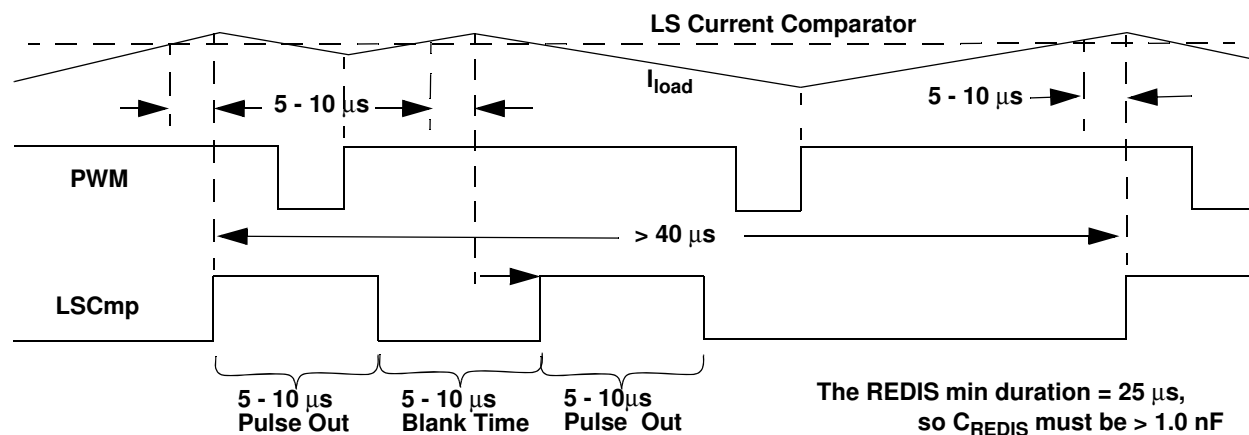 LS Current Comparator
I_load
5 - 10 μs
5 - 10 μs
PWM
> 40 μs
LSCmp
5 - 10 μs
Pulse Out
5 - 10 μs
Blank Time
5 - 10μs
Pulse Out
The REDIS min duration = 25 μs,
so C_REDIS must be > 1.0 nF